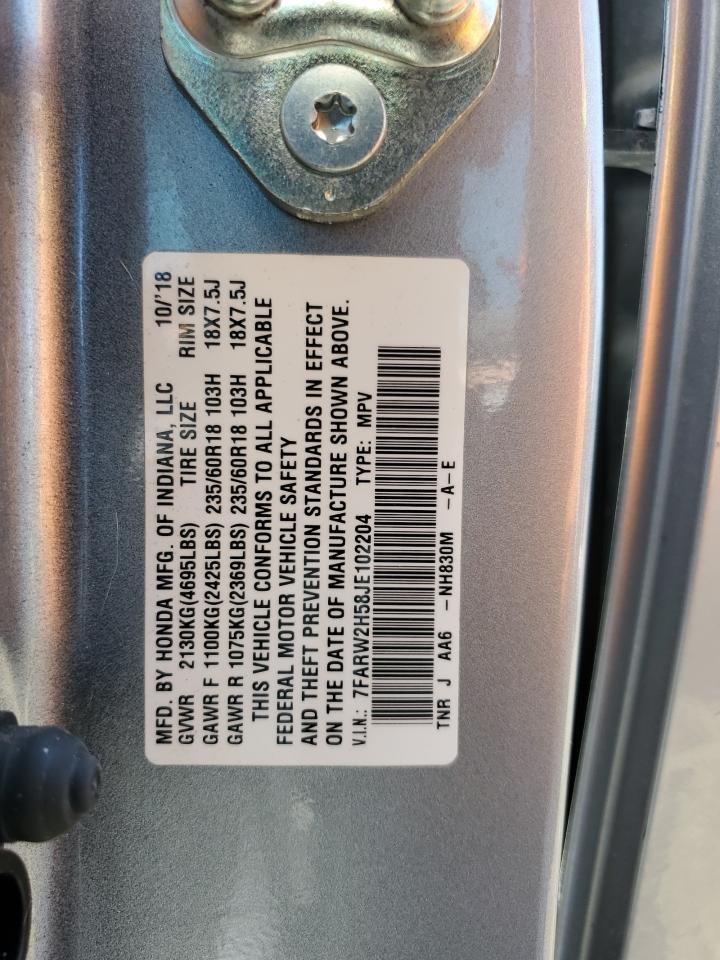 MFD. BY HONDA MFG. OF INDIANA, LLC 10/'18
GVWR 2130KG(4695LBS) TIRE SIZE RIM SIZE
GAWR F 1100KG(2425LBS) 235/60R18 103H 18X7.5J
GAWR R 1075KG(2369LBS) 235/60R18 103H 18X7.5J
THIS VEHICLE CONFORMS TO ALL APPLICABLE
FEDERAL MOTOR VEHICLE SAFETY
AND THEFT PREVENTION STANDARDS IN EFFECT
ON THE DATE OF MANUFACTURE SHOWN ABOVE.
V.I.N.: 7FARW2H58JE102204 TYPE: MPV
TNR J AA6 -NH830M -A-E